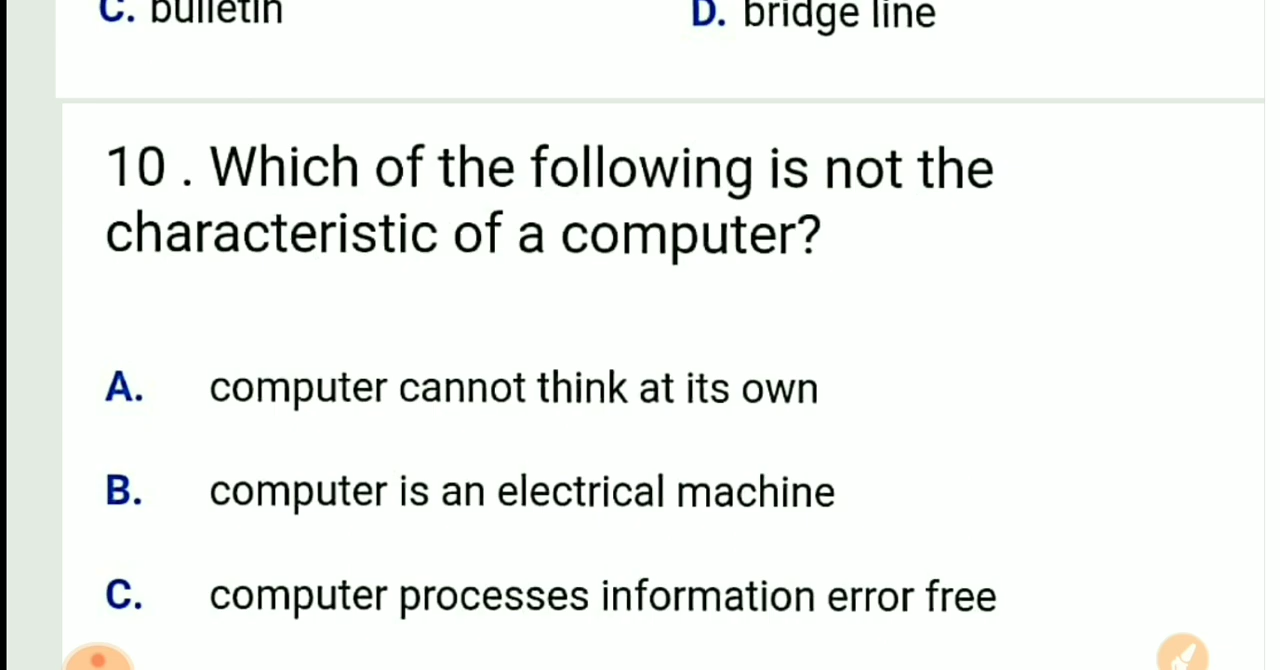 C. bulletin D. bridge line
10 . Which of the following is not the
characteristic of a computer?
A. computer cannot think at its own
B. computer is an electrical machine
C. computer processes information error free